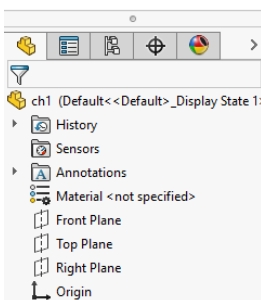 ch1 (Default<<Default>_Display State 1
History
Sensors
Annotations
Material <not specified>
Front Plane
Top Plane
Right Plane
Origin